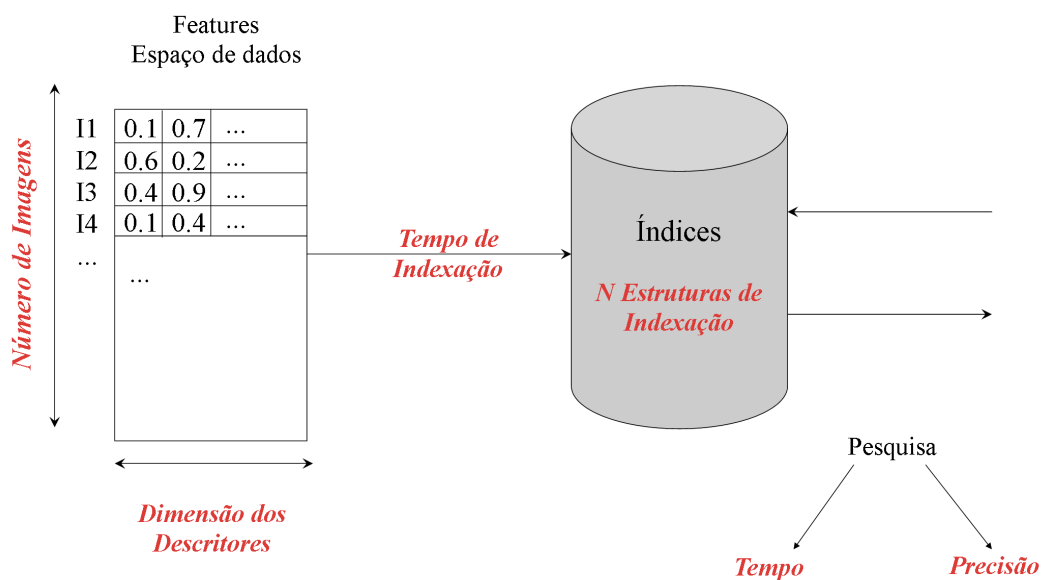 Features
Espaço de dados
Número de Imagens
I1 0.1 0.7 ...
I2 0.6 0.2 ...
I3 0.4 0.9 ...
I4 0.1 0.4 ...
... ...
Tempo de
Indexação
Índices
N Estruturas de
Indexação
Dimensão dos
Descritores
Pesquisa
Tempo Precisão